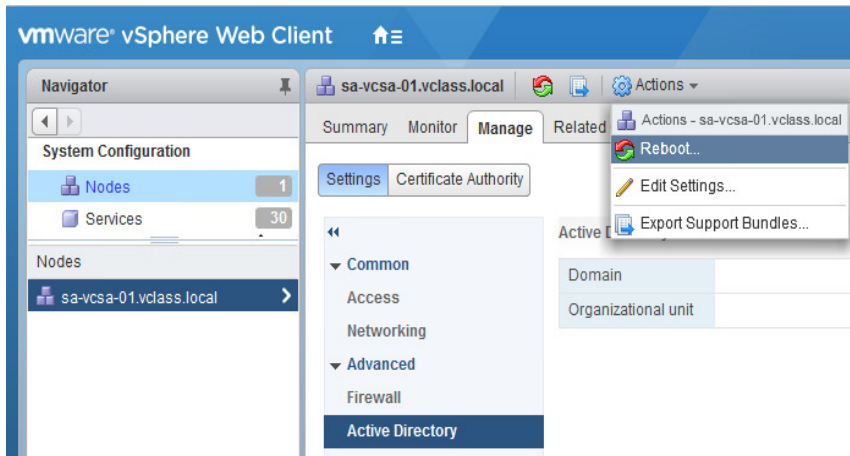 vmware® vSphere Web Client
Navigator
System Configuration
Nodes 1
Services 30
Nodes
sa-vcsa-01.vclass.local
sa-vcsa-01.vclass.local Actions
Summary Monitor Manage Related
Settings Certificate Authority
Common
Access
Networking
Advanced
Firewall
Active Directory
Active
Domain
Organizational unit
Actions - sa-vcsa-01.vclass.local
Reboot...
Edit Settings...
Export Support Bundles...